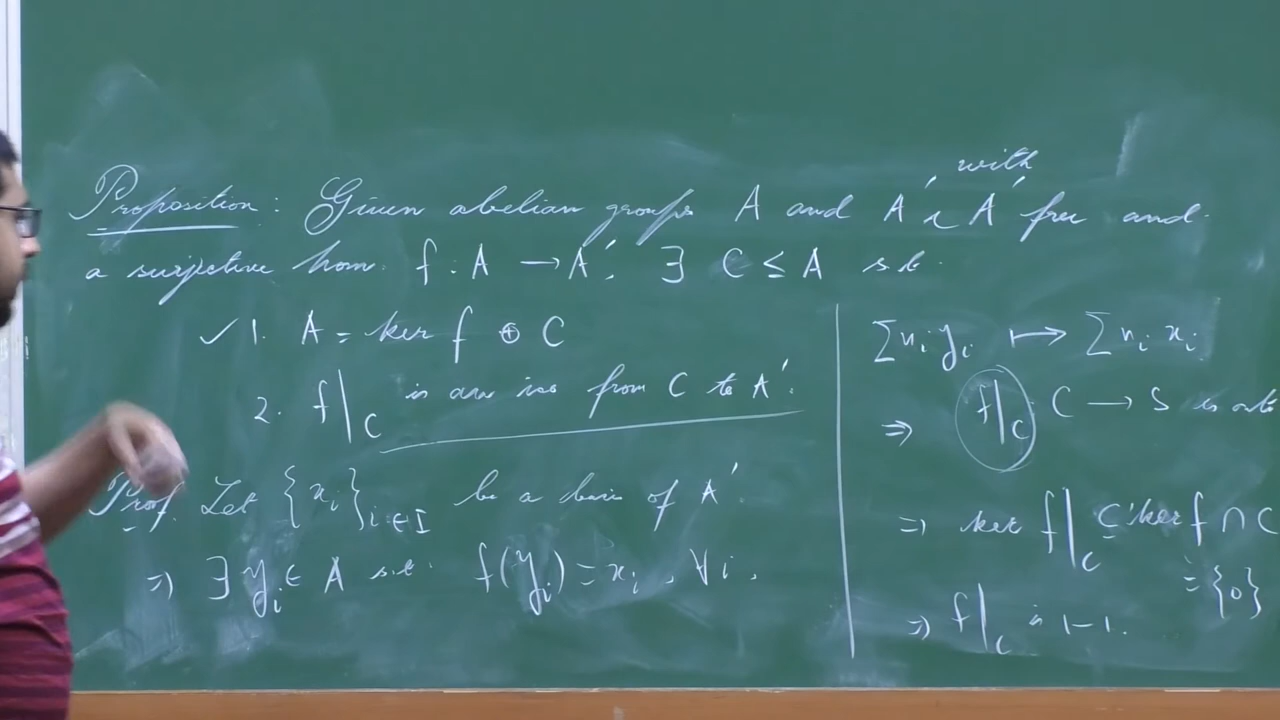 with
Proposition: Given abelian groups A and A' A' free and
a surjective hom. f : A → A'. ∃ C ≤ A s.t.
✓ 1. A = ker f ⊕ C
2. f|_C is an iso from C to A'.
Proof. Let {x_i}_{i ∈ I} be a basis of A'
⇒ ∃ y_i ∈ A s.t. f(y_i) = x_i, ∀ i.
Σ n_i y_i ↦ Σ n_i x_i
⇒ f|_C : C → S is onto
⇒ ker f|_C ⊆ ker f ∩ C
= {0}
⇒ f|_C is 1-1.